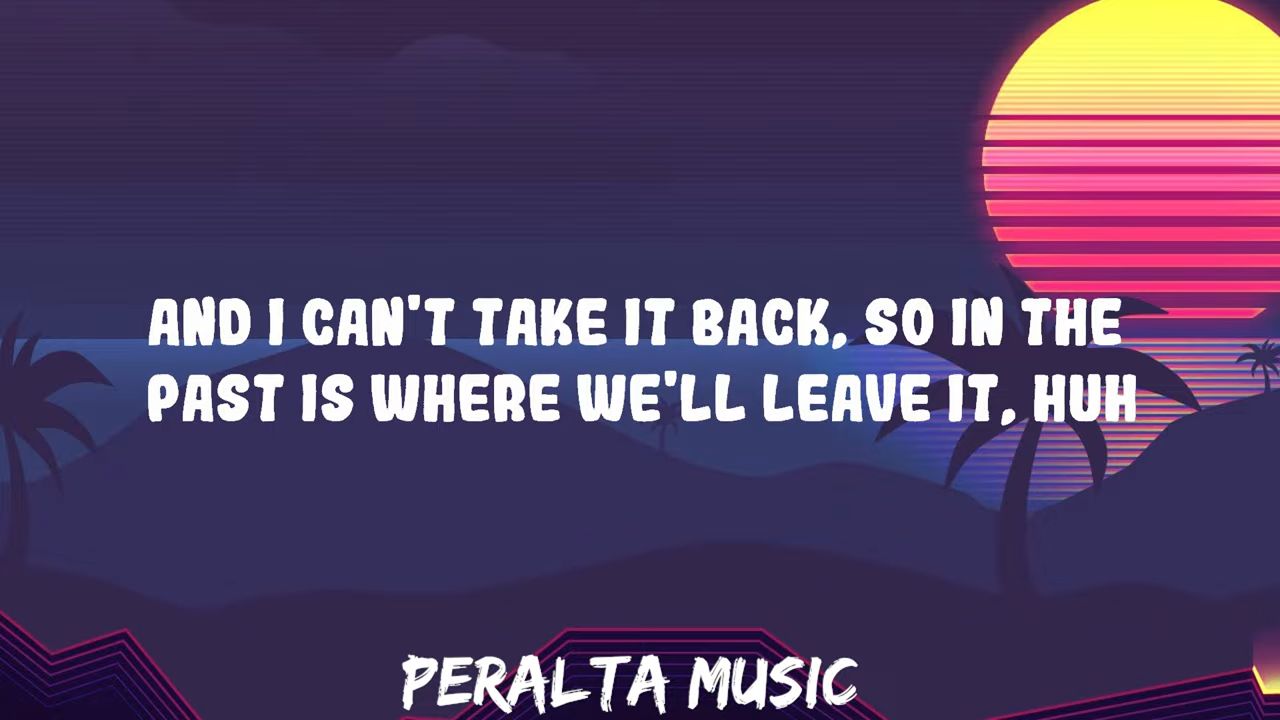 AND I CAN'T TAKE IT BACK, SO IN THE
PAST IS WHERE WE'LL LEAVE IT, HUH
PERALTA MUSIC